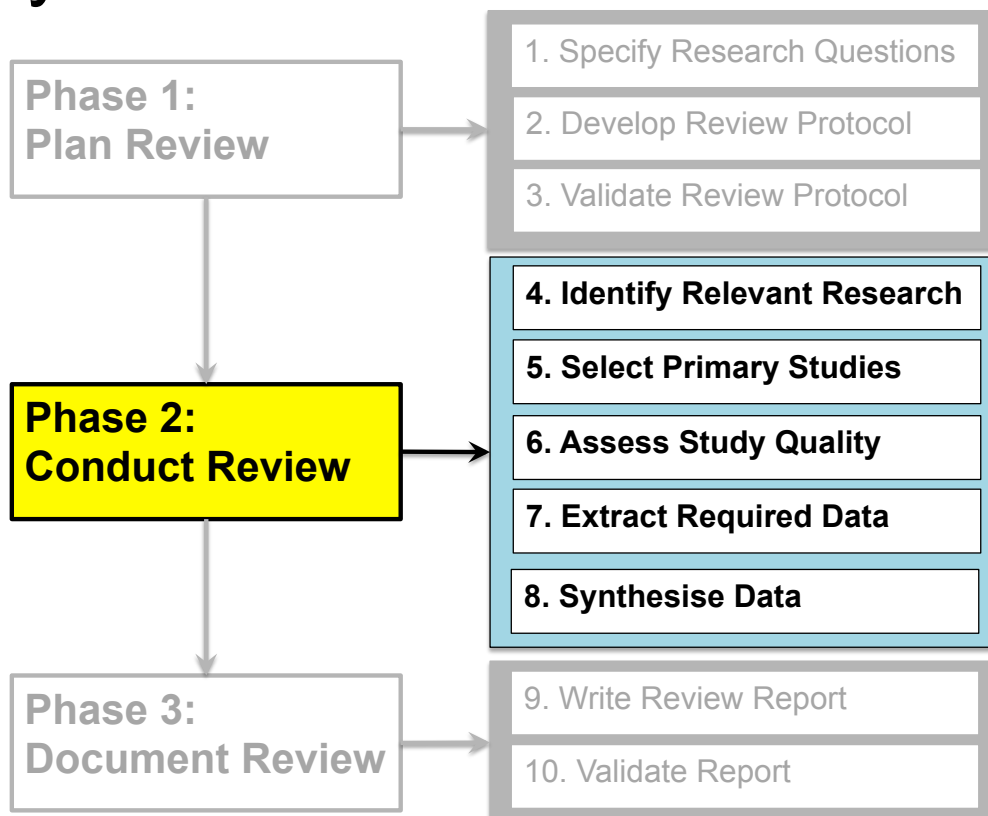 Phase 1:
Plan Review
1. Specify Research Questions
2. Develop Review Protocol
3. Validate Review Protocol
Phase 2:
Conduct Review
4. Identify Relevant Research
5. Select Primary Studies
6. Assess Study Quality
7. Extract Required Data
8. Synthesise Data
Phase 3:
Document Review
9. Write Review Report
10. Validate Report